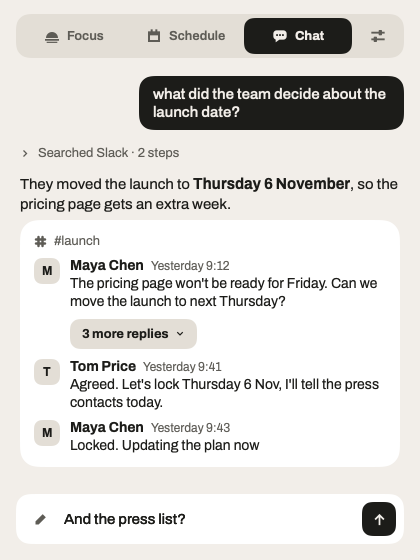 Focus
Schedule
Chat
what did the team decide about the
launch date?
Searched Slack · 2 steps
They moved the launch to Thursday 6 November, so the
pricing page gets an extra week.
#launch
M
Maya Chen Yesterday 9:12
The pricing page won't be ready for Friday. Can we
move the launch to next Thursday?
3 more replies
T
Tom Price Yesterday 9:41
Agreed. Let's lock Thursday 6 Nov, I'll tell the press
contacts today.
M
Maya Chen Yesterday 9:43
Locked. Updating the plan now
And the press list?